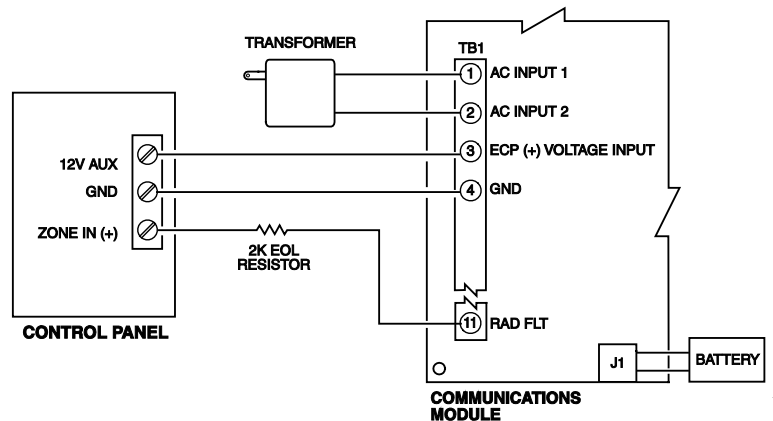 TRANSFORMER
TB1
1 AC INPUT 1
2 AC INPUT 2
12V AUX
3 ECP (+) VOLTAGE INPUT
GND
4 GND
ZONE IN (+)
2K EOL
RESISTOR
11 RAD FLT
CONTROL PANEL
J1
BATTERY
COMMUNICATIONS
MODULE